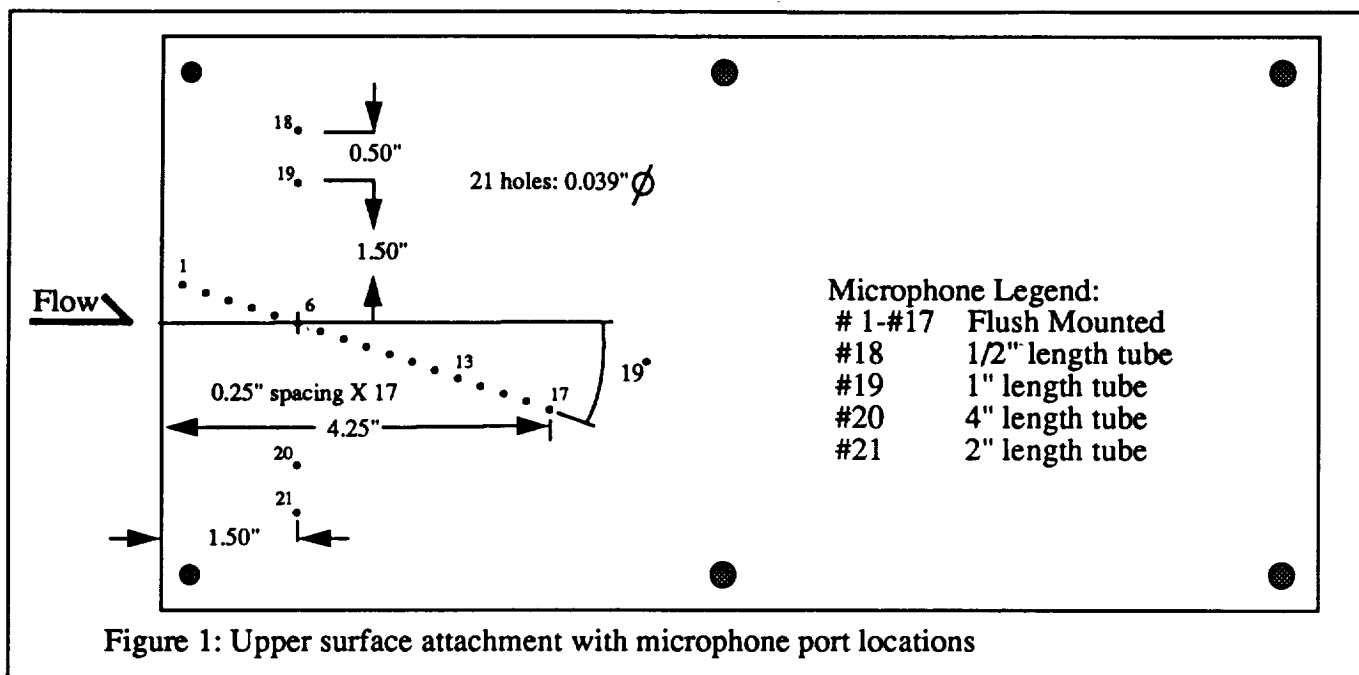 18
0.50"
19
21 holes: 0.039" Ø
1.50"
1
Flow
6
Microphone Legend:
# 1-#17 Flush Mounted
#18 1/2" length tube
#19 1" length tube
#20 4" length tube
#21 2" length tube
13
19°
0.25" spacing X 17
17
4.25"
20
21
1.50"
Figure 1: Upper surface attachment with microphone port locations